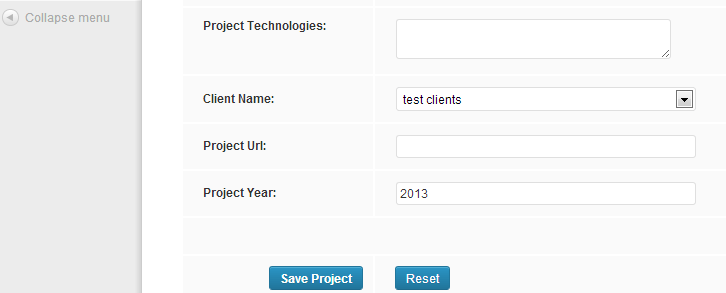 Collapse menu
Project Technologies:
Client Name: test clients
Project Url:
Project Year: 2013
Save Project Reset